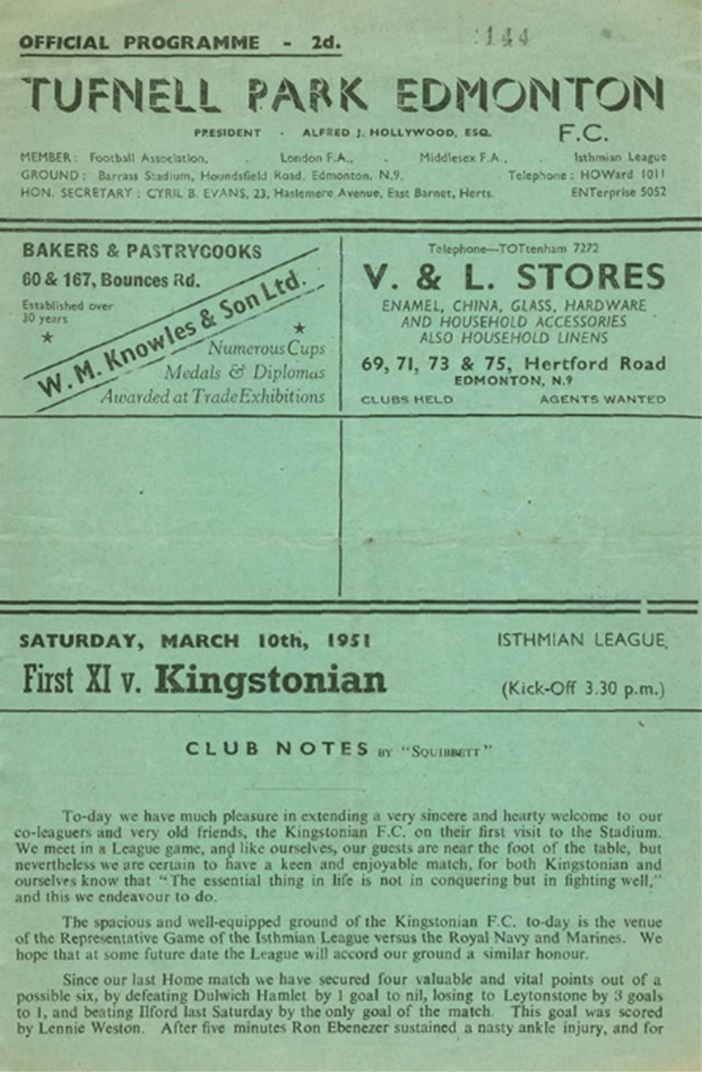 :144
OFFICIAL PROGRAMME - 2d.
TUFNELL PARK EDMONTON
F.C.
PRESIDENT - ALFRED J. HOLLYWOOD, ESQ.
MEMBER: Football Association, . London F.A., . Middlesex F.A., . Isthmian League
GROUND: Barrass Stadium, Houndsfield Road, Edmonton, N.9. Telephone: HOWard 1011
HON. SECRETARY: CYRIL B. EVANS, 23, Haslemere Avenue, East Barnet, Herts. ENTerprise 5052
BAKERS & PASTRYCOOKS
60 & 167, Bounces Rd.
Established over
30 years
W. M. Knowles & Son Ltd.
Numerous Cups
Medals & Diplomas
Awarded at Trade Exhibitions
Telephone—TOTtenham 7272
V. & L. STORES
ENAMEL, CHINA, GLASS, HARDWARE
AND HOUSEHOLD ACCESSORIES
ALSO HOUSEHOLD LINENS
69, 71, 73 & 75, Hertford Road
EDMONTON, N.9
CLUBS HELD AGENTS WANTED
SATURDAY, MARCH 10th, 1951
First XI v. Kingstonian
ISTHMIAN LEAGUE,
(Kick-Off 3.30 p.m.)
CLUB NOTES BY "SQUIBBETT"
To-day we have much pleasure in extending a very sincere and hearty welcome to our
co-leaguers and very old friends, the Kingstonian F.C. on their first visit to the Stadium.
We meet in a League game, and like ourselves, our guests are near the foot of the table, but
nevertheless we are certain to have a keen and enjoyable match, for both Kingstonian and
ourselves know that "The essential thing in life is not in conquering but in fighting well,"
and this we endeavour to do.
The spacious and well-equipped ground of the Kingstonian F.C. to-day is the venue
of the Representative Game of the Isthmian League versus the Royal Navy and Marines. We
hope that at some future date the League will accord our ground a similar honour.
Since our last Home match we have secured four valuable and vital points out of a
possible six, by defeating Dulwich Hamlet by 1 goal to nil, losing to Leytonstone by 3 goals
to 1, and beating Ilford last Saturday by the only goal of the match. This goal was scored
by Lennie Weston. After five minutes Ron Ebenezer sustained a nasty ankle injury, and for